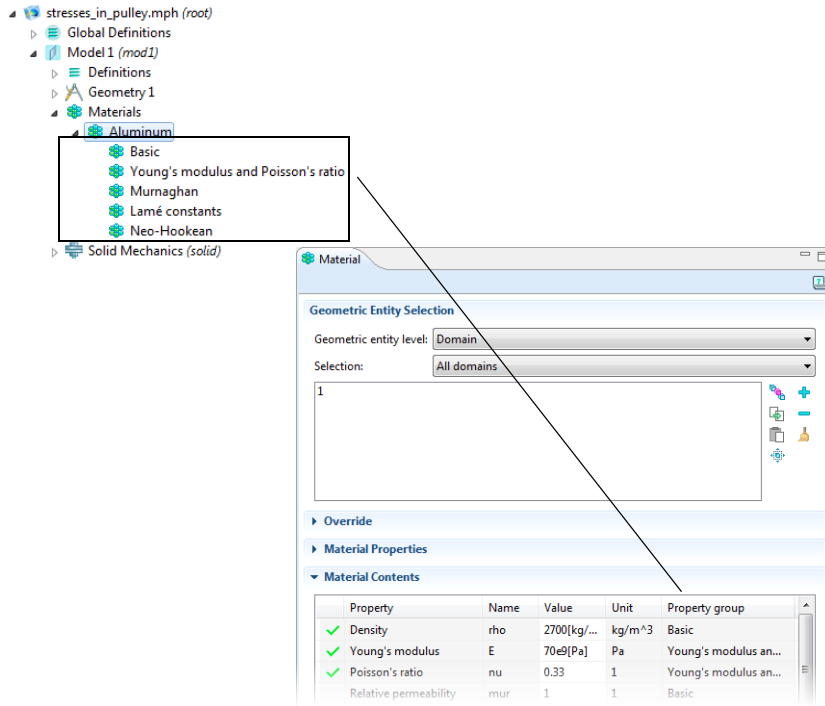 stresses_in_pulley.mph (root)
Global Definitions
Model 1 (mod1)
Definitions
Geometry 1
Materials
Aluminum
Basic
Young's modulus and Poisson's ratio
Murnaghan
Lamé constants
Neo-Hookean
Solid Mechanics (solid)
Material
Geometric Entity Selection
Geometric entity level: Domain
Selection: All domains
1
Override
Material Properties
Material Contents
Property Name Value Unit Property group
Density rho 2700[kg/... kg/m^3 Basic
Young's modulus E 70e9[Pa] Pa Young's modulus an...
Poisson's ratio nu 0.33 1 Young's modulus an...
Relative permeability mur 1 1 Basic